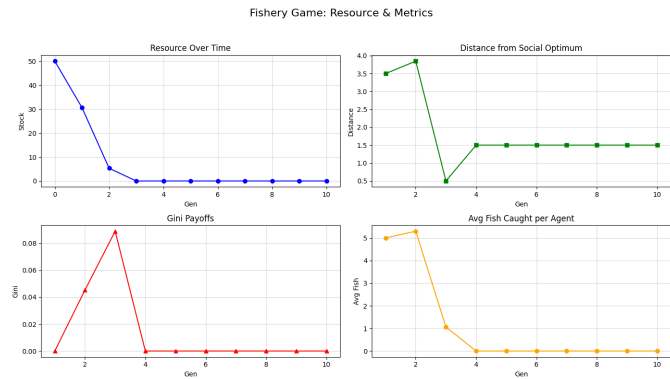 Fishery Game: Resource & Metrics
Resource Over Time
50
40
30
20
10
0
Stock
0 2 4 6 8 10
Gen
Distance from Social Optimum
4.0
3.5
3.0
2.5
2.0
1.5
1.0
0.5
Distance
2 4 6 8 10
Gen
Gini Payoffs
0.08
0.06
0.04
0.02
0.00
Gini
2 4 6 8 10
Gen
Avg Fish Caught per Agent
5
4
3
2
1
0
Avg Fish
2 4 6 8 10
Gen